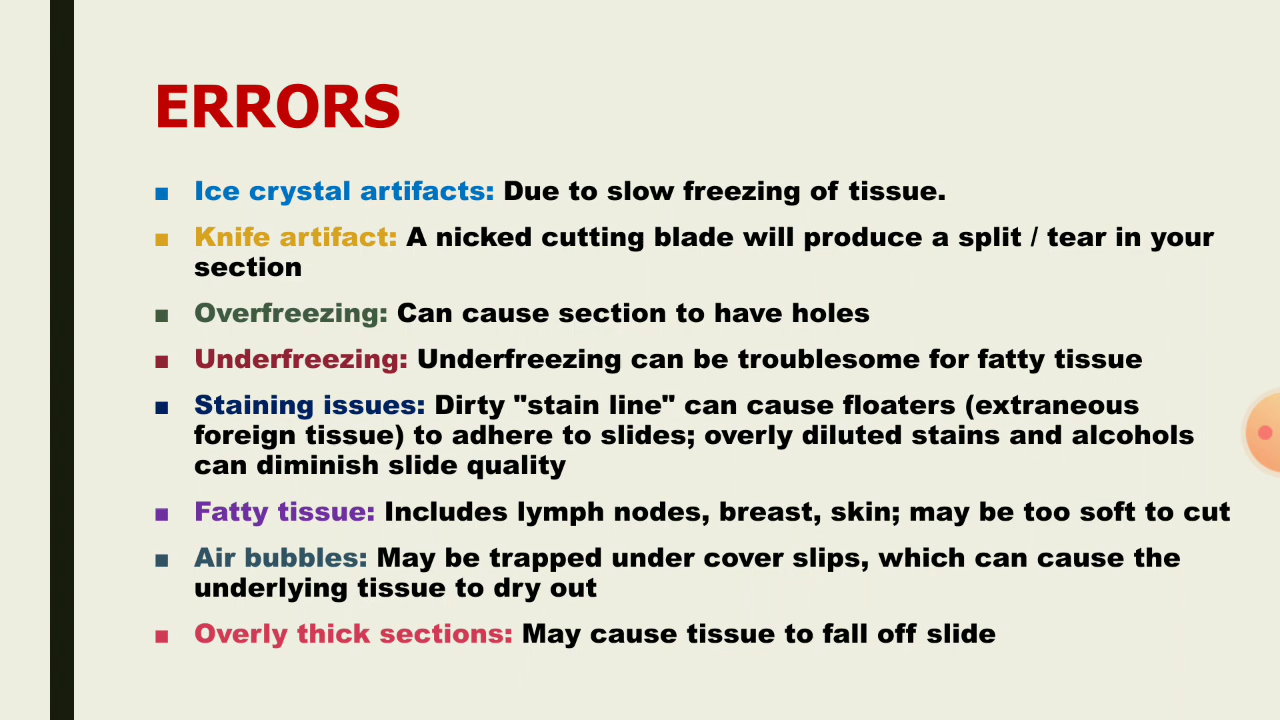 ERRORS
▪ Ice crystal artifacts: Due to slow freezing of tissue.
▪ Knife artifact: A nicked cutting blade will produce a split / tear in your
section
▪ Overfreezing: Can cause section to have holes
▪ Underfreezing: Underfreezing can be troublesome for fatty tissue
▪ Staining issues: Dirty "stain line" can cause floaters (extraneous
foreign tissue) to adhere to slides; overly diluted stains and alcohols
can diminish slide quality
▪ Fatty tissue: Includes lymph nodes, breast, skin; may be too soft to cut
▪ Air bubbles: May be trapped under cover slips, which can cause the
underlying tissue to dry out
▪ Overly thick sections: May cause tissue to fall off slide